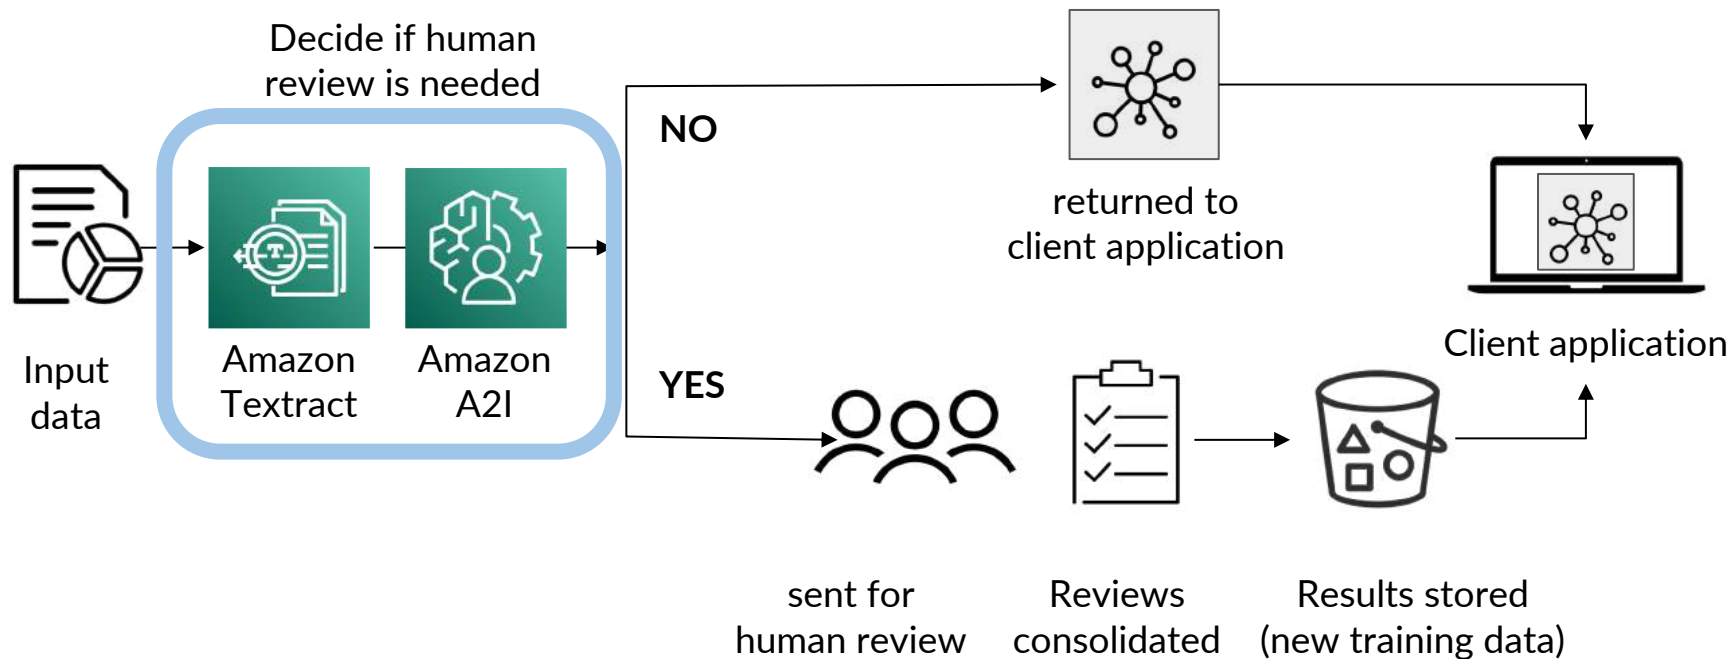 Decide if human
review is needed
NO
returned to
client application
Input
data
Amazon
Textract
Amazon
A2I
YES
Client application
sent for
human review
Reviews
consolidated
Results stored
(new training data)